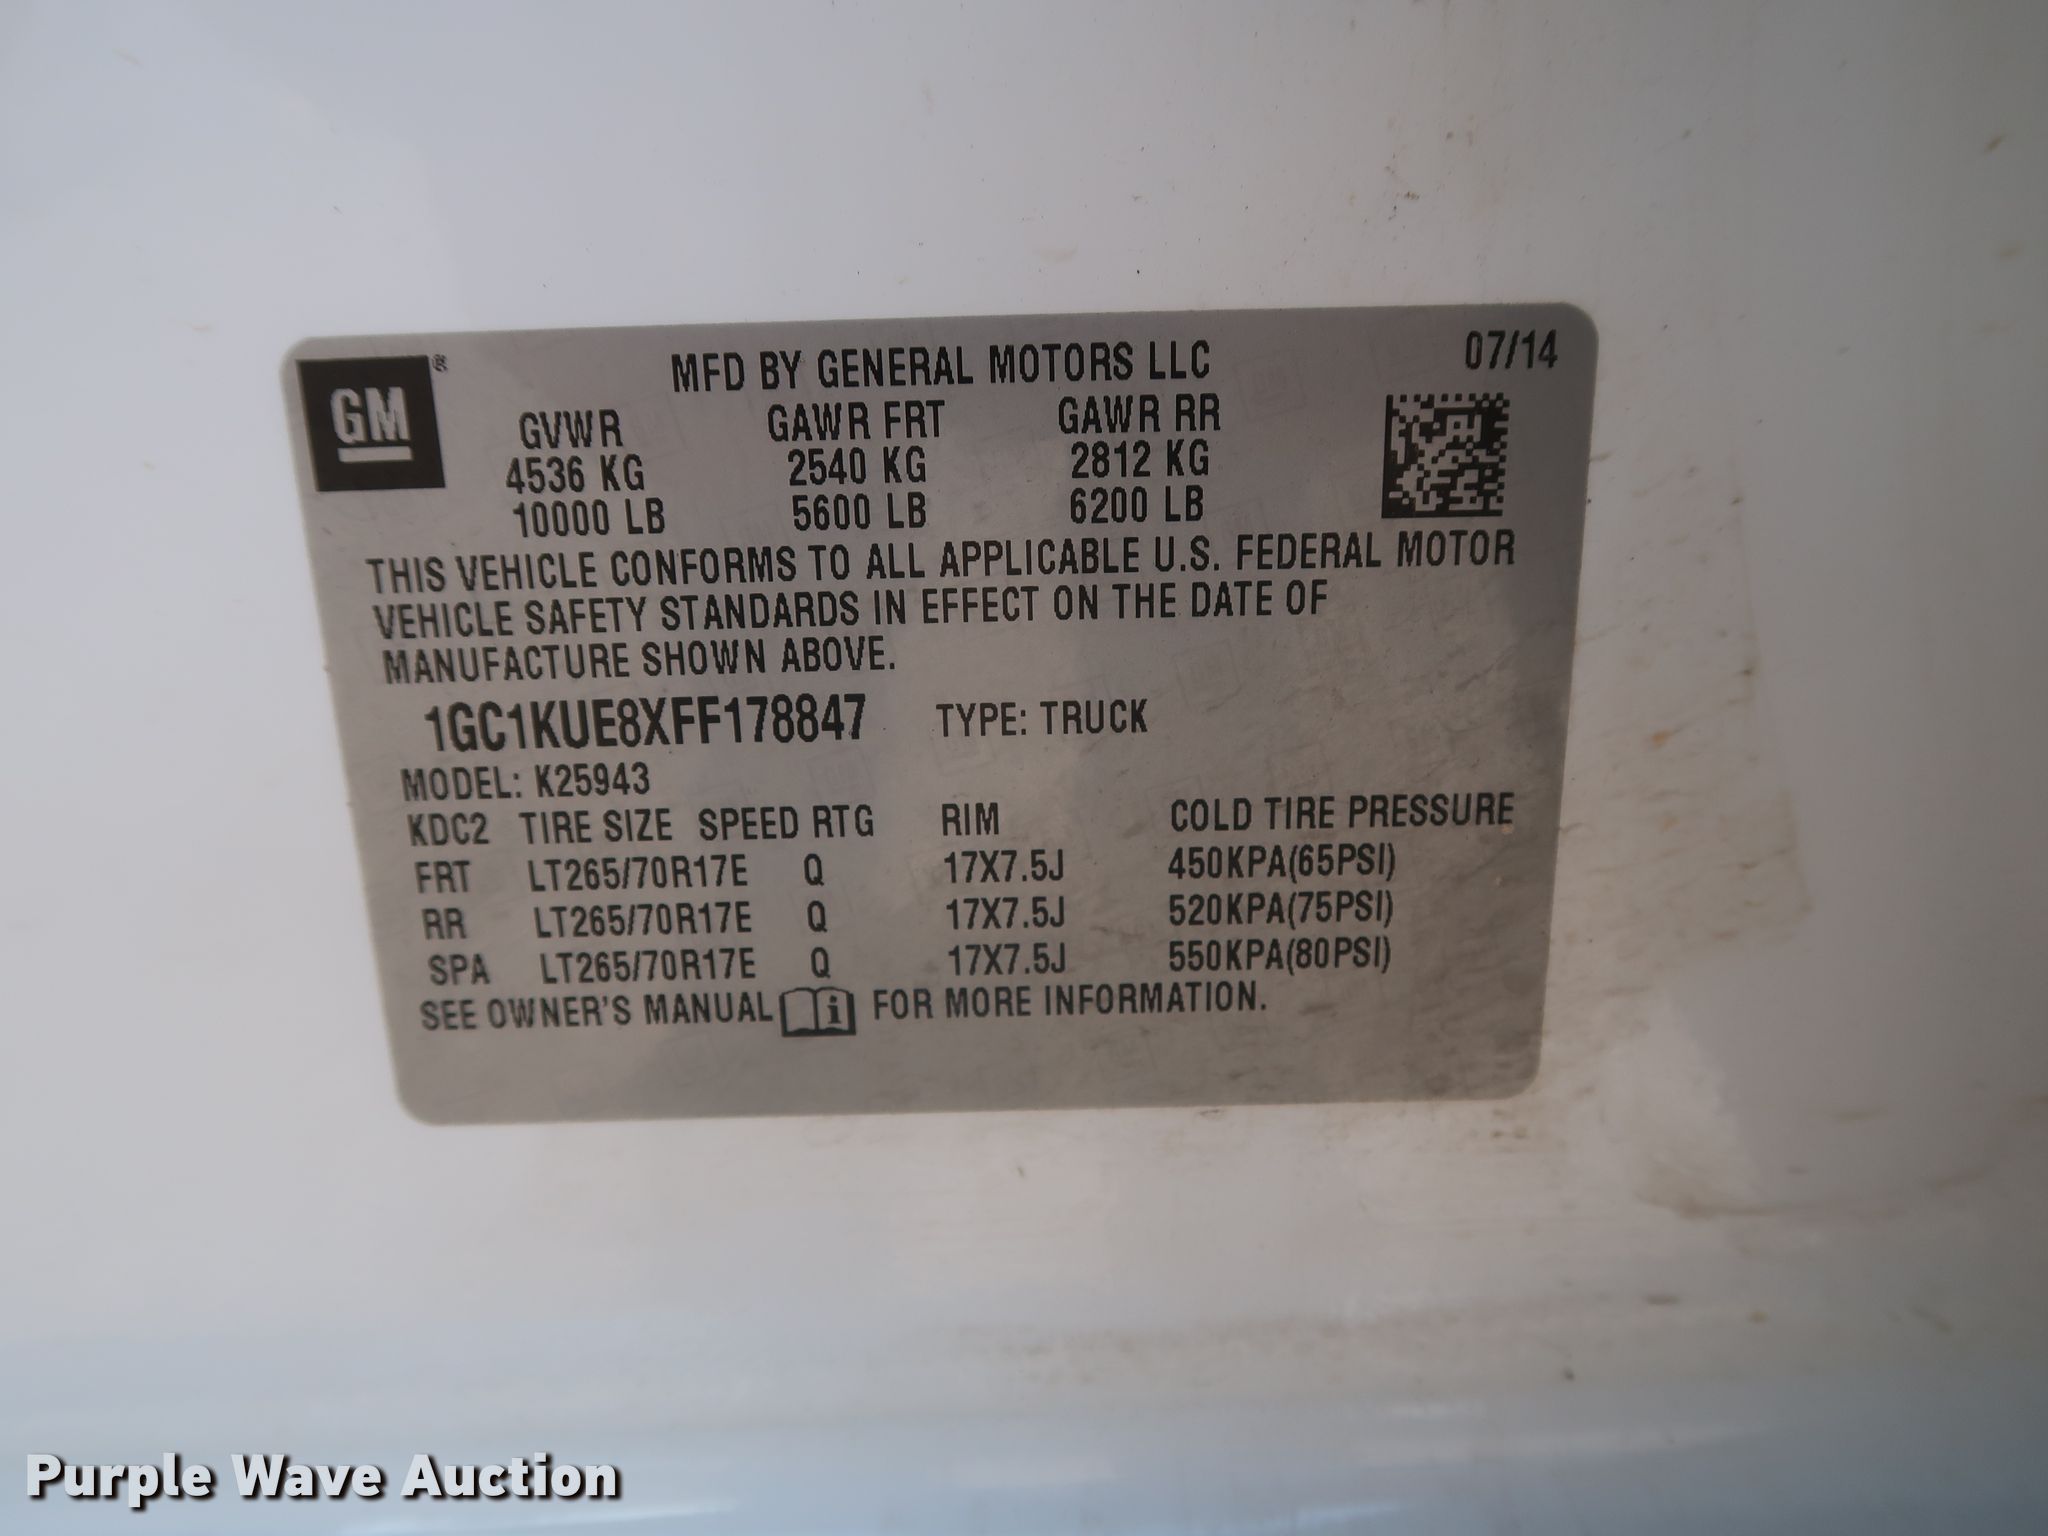 GM®
MFD BY GENERAL MOTORS LLC 07/14
GVWR GAWR FRT GAWR RR
4536 KG 2540 KG 2812 KG
10000 LB 5600 LB 6200 LB
THIS VEHICLE CONFORMS TO ALL APPLICABLE U.S. FEDERAL MOTOR
VEHICLE SAFETY STANDARDS IN EFFECT ON THE DATE OF
MANUFACTURE SHOWN ABOVE.
1GC1KUE8XFF178847 TYPE: TRUCK
MODEL: K25943
KDC2 TIRE SIZE SPEED RTG RIM COLD TIRE PRESSURE
FRT LT265/70R17E Q 17X7.5J 450KPA(65PSI)
RR LT265/70R17E Q 17X7.5J 520KPA(75PSI)
SPA LT265/70R17E Q 17X7.5J 550KPA(80PSI)
SEE OWNER'S MANUAL i FOR MORE INFORMATION.
Purple Wave Auction